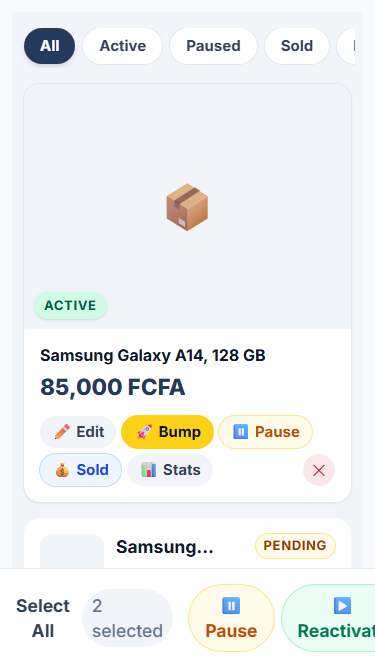 All Active Paused Sold
ACTIVE
Samsung Galaxy A14, 128 GB
85,000 FCFA
Edit Bump Pause
Sold Stats
Samsung... PENDING
Select All 2 selected Pause Reactivat